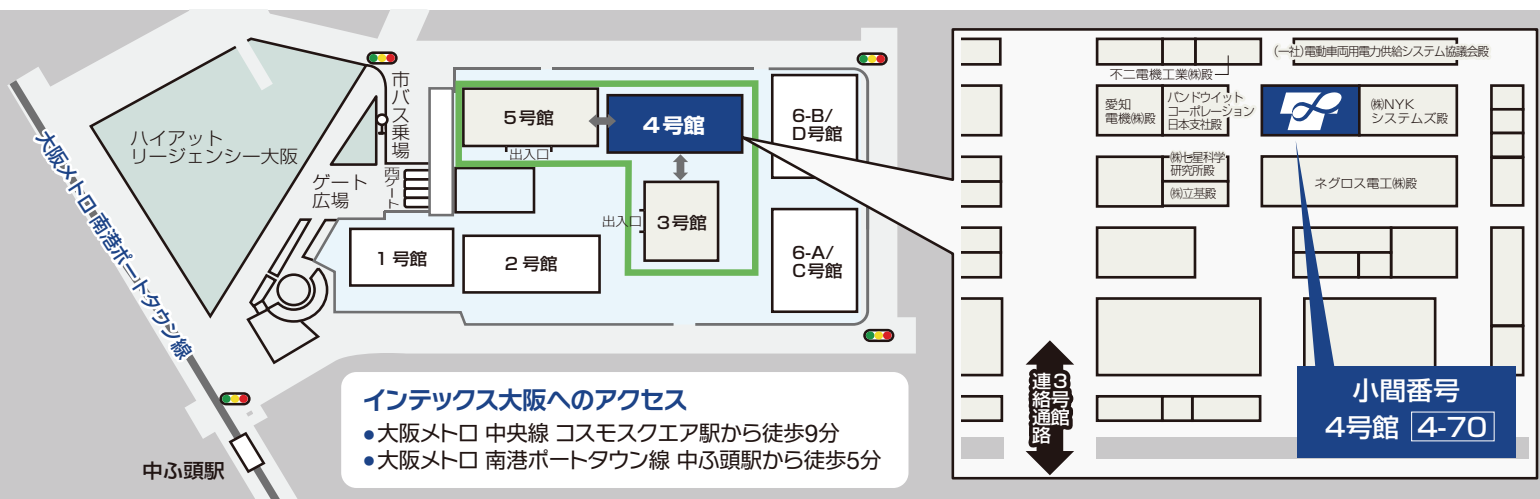 ハイアット
リージェンシー大阪
市バス乗場
ゲート
広場
西ゲート
大阪メトロ 南港ポートタウン線
中ふ頭駅
5号館
出入口
4号館
出入口
3号館
1号館
2号館
6-B/
D号館
6-A/
C号館
インテックス大阪へのアクセス
●大阪メトロ 中央線 コスモスクエア駅から徒歩9分
●大阪メトロ 南港ポートタウン線 中ふ頭駅から徒歩5分
(一社)電動車両用電力供給システム協議会殿
不二電機工業㈱殿
愛知
電機㈱殿
パンドウイット
コーポレーション
日本支社殿
㈱NYK
システムズ殿
㈱七星科学
研究所殿
㈱立基殿
ネグロス電工㈱殿
3号館
連絡通路
小間番号
4号館 4-70